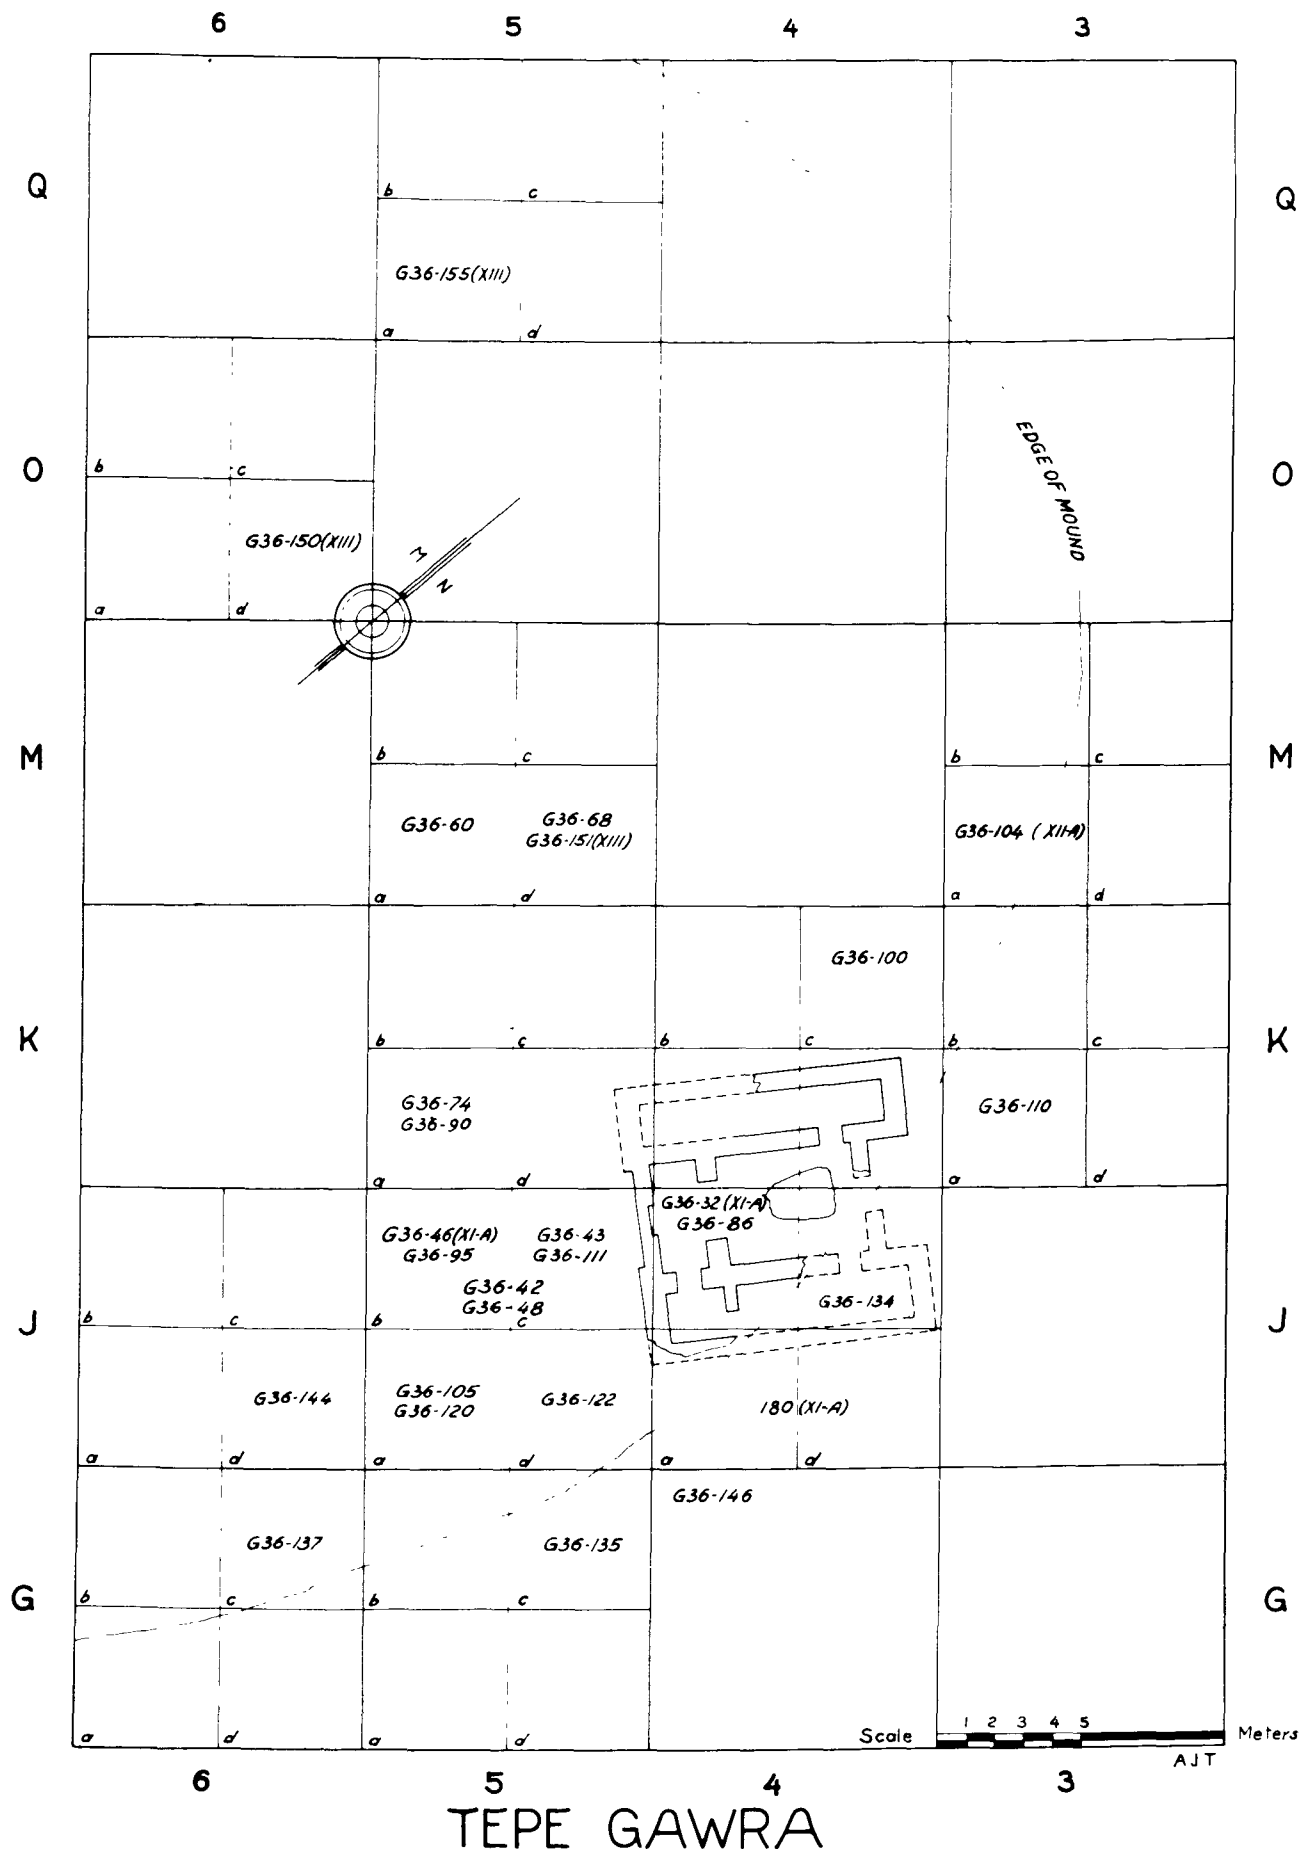 6 5 4 3
Q Q
b c
G36-155(XIII)
a d
O O
EDGE OF MOUND
b c
G36-150(XIII)
M
N
a d
M M
b c b c
G36-60 G36-68 G36-104 (XII-A)
G36-151(XIII)
a d a d
G36-100
K K
b c b c b c
G36-74 G36-110
G36-90
a d a d
G36-32(XI-A)
G36-86
G36-46(XI-A) G36-43
G36-95 G36-111
G36-42
G36-48
G36-134
J J
b c b c
G36-144 G36-105 G36-122 180(XI-A)
G36-120
a d a d a d
G36-146
G36-137 G36-135
G G
b c b c
1 2 3 4 5
Scale Meters
a d a d
AJT
6 5 4 3
TEPE GAWRA